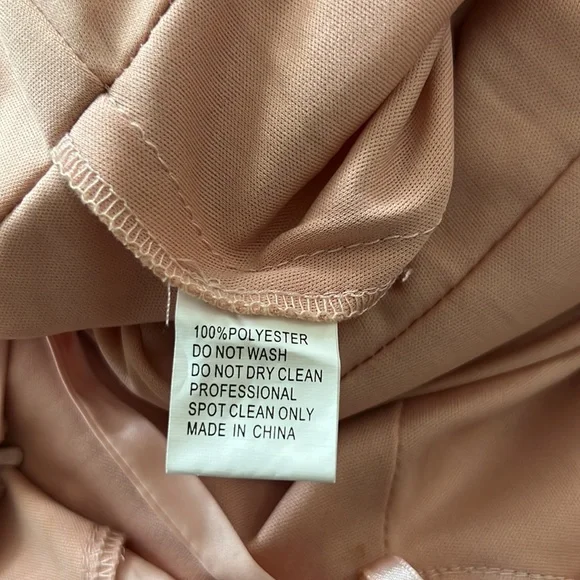 100%POLYESTER
DO NOT WASH
DO NOT DRY CLEAN
PROFESSIONAL
SPOT CLEAN ONLY
MADE IN CHINA